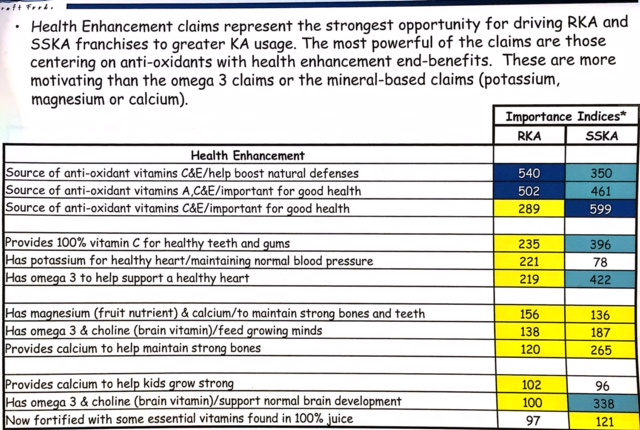 raft Foods
• Health Enhancement claims represent the strongest opportunity for driving RKA and
SSKA franchises to greater KA usage. The most powerful of the claims are those
centering on anti-oxidants with health enhancement end-benefits. These are more
motivating than the omega 3 claims or the mineral-based claims (potassium,
magnesium or calcium).
Importance Indices*
RKA SSKA
Health Enhancement
Source of anti-oxidant vitamins C&E/help boost natural defenses 540 350
Source of anti-oxidant vitamins A,C&E/important for good health 502 461
Source of anti-oxidant vitamins C&E/important for good health 289 599
Provides 100% vitamin C for healthy teeth and gums 235 396
Has potassium for healthy heart/maintaining normal blood pressure 221 78
Has omega 3 to help support a healthy heart 219 422
Has magnesium (fruit nutrient) & calcium/to maintain strong bones and teeth 156 136
Has omega 3 & choline (brain vitamin)/feed growing minds 138 187
Provides calcium to help maintain strong bones 120 265
Provides calcium to help kids grow strong 102 96
Has omega 3 & choline (brain vitamin)/support normal brain development 100 338
Now fortified with some essential vitamins found in 100% juice 97 121